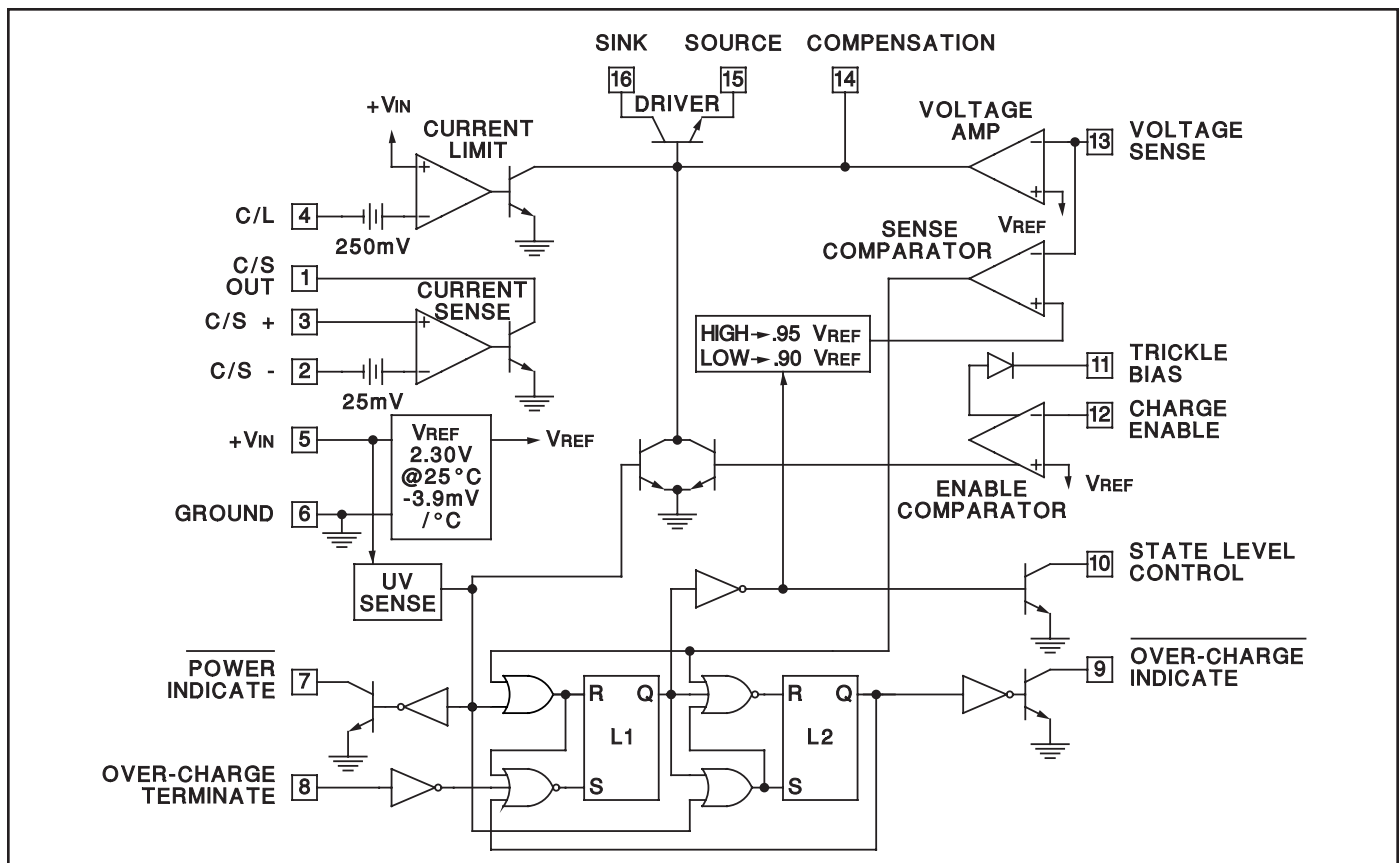 SINK SOURCE COMPENSATION
16 15 14
DRIVER
+VIN
CURRENT
LIMIT
+
−
C/L 4
250mV
VOLTAGE
AMP
−
+
13 VOLTAGE
SENSE
VREF
C/S
OUT 1
CURRENT
SENSE
C/S + 3
+
−
C/S - 2
25mV
SENSE
COMPARATOR
−
+
HIGH→.95 VREF
LOW→.90 VREF
11 TRICKLE
BIAS
12 CHARGE
ENABLE
−
+
VREF
ENABLE
COMPARATOR
+VIN 5
VREF
2.30V
@25°C
-3.9mV
/°C
VREF
GROUND 6
UV
SENSE
10 STATE LEVEL
CONTROL
POWER
INDICATE 7
R Q
L1
S
R Q
L2
S
9 OVER-CHARGE
INDICATE
OVER-CHARGE
TERMINATE 8